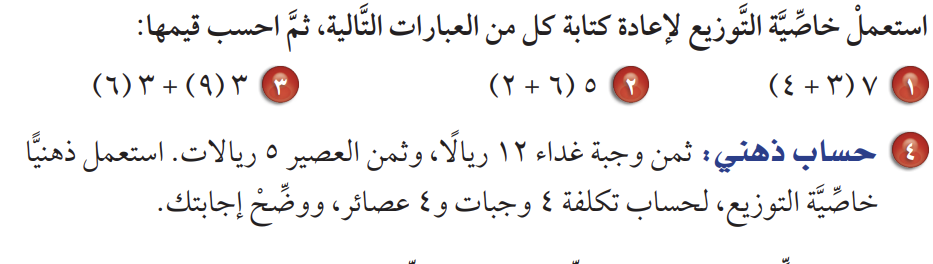 استعملْ خاصِّيَّة التَّوزيع لإعادة كتابة كل من العبارات التَّالية، ثمَّ احسب قيمها:
١ ٧ (٣ + ٤) ٢ ٥ (٦ + ٢) ٣ ٣ (٩) + ٣ (٦)
٤ حساب ذهني: ثمن وجبة غداء ١٢ ريالًا، وثمن العصير ٥ ريالات. استعمل ذهنيًّا
خاصِّيَّة التوزيع، لحساب تكلفة ٤ وجبات و٤ عصائر، ووضِّحْ إجابتك.